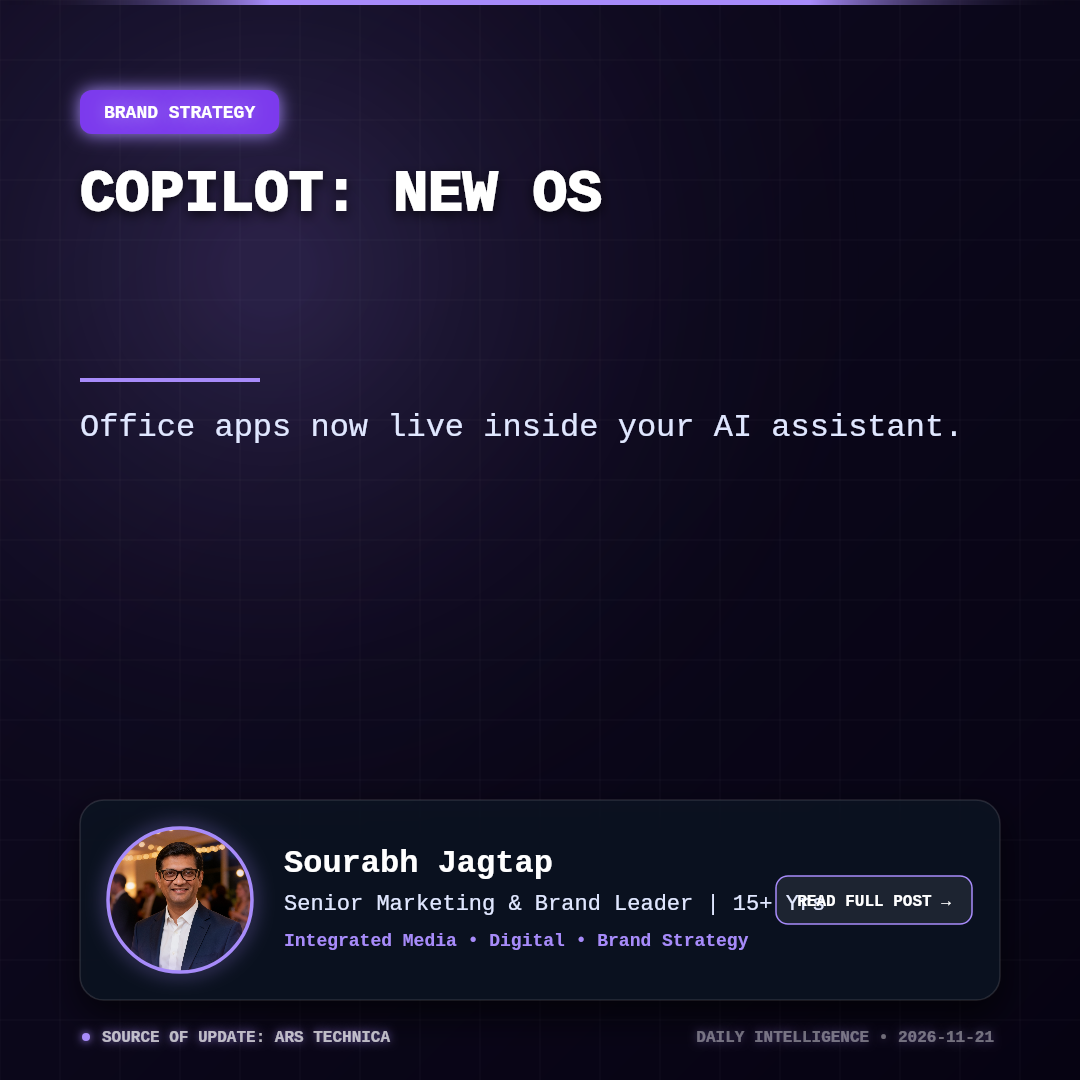 BRAND STRATEGY
COPILOT: NEW OS
Office apps now live inside your AI assistant.
Sourabh Jagtap
Senior Marketing & Brand Leader | 15+ Yrs
READ FULL POST →
Integrated Media • Digital • Brand Strategy
SOURCE OF UPDATE: ARS TECHNICA
DAILY INTELLIGENCE • 2026-11-21